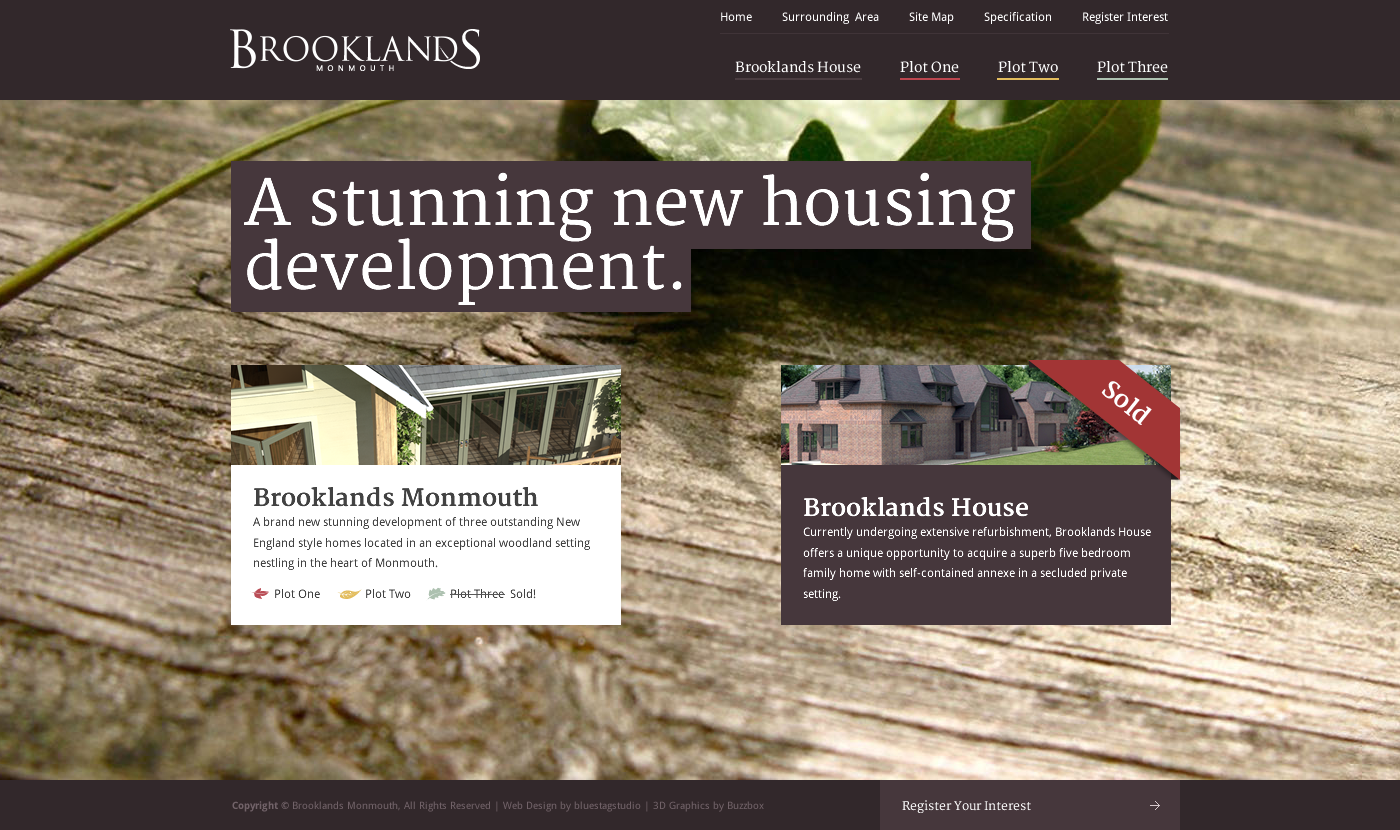 Home Surrounding Area Site Map Specification Register Interest
BROOKLANDS
MONMOUTH
Brooklands House Plot One Plot Two Plot Three
A stunning new housing
development.
Sold
Brooklands Monmouth
A brand new stunning development of three outstanding New
England style homes located in an exceptional woodland setting
nestling in the heart of Monmouth.
Plot One Plot Two Plot Three Sold!
Brooklands House
Currently undergoing extensive refurbishment, Brooklands House
offers a unique opportunity to acquire a superb five bedroom
family home with self-contained annexe in a secluded private
setting.
Copyright © Brooklands Monmouth, All Rights Reserved | Web Design by bluestagstudio | 3D Graphics by Buzzbox
Register Your Interest →